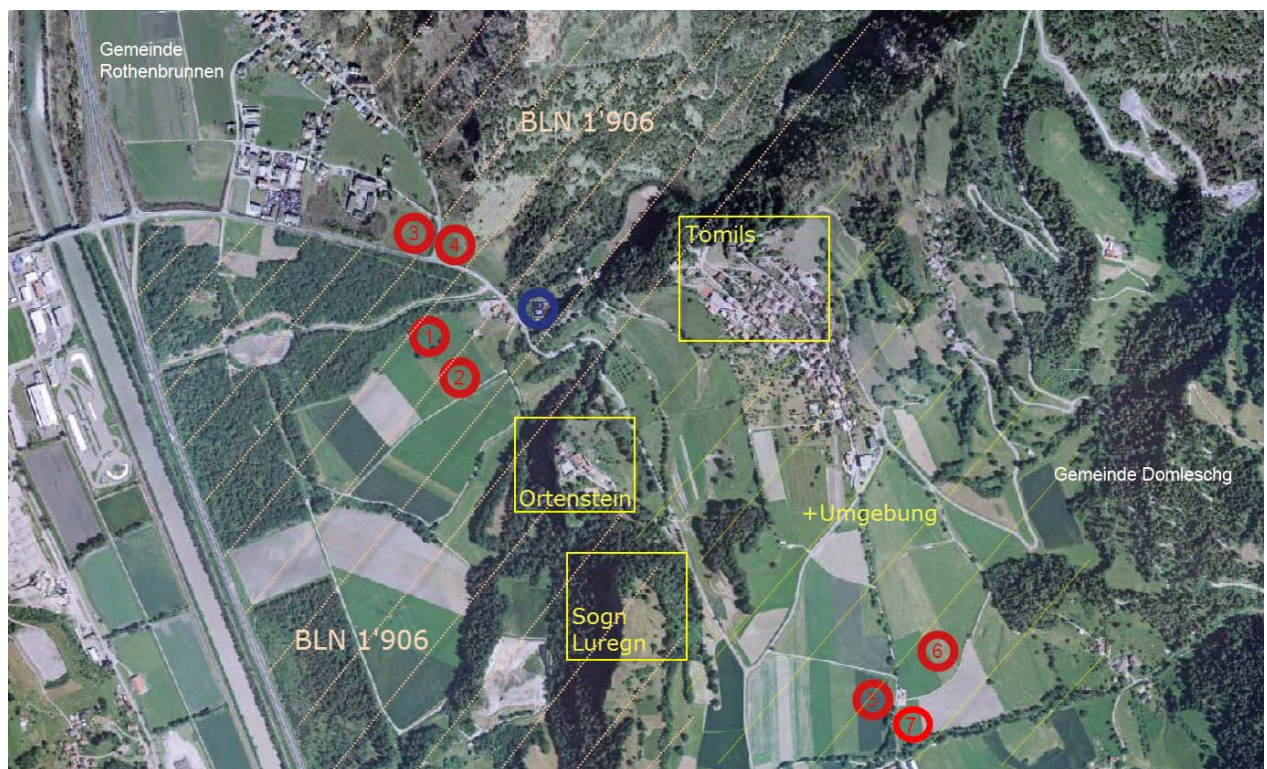 Gemeinde
Rothenbrunnen
BLN 1'906
Tomils
3
4
1
2
Ortenstein
Gemeinde Domleschg
+Umgebung
Sogn
Luregn
BLN 1'906
6
5
7